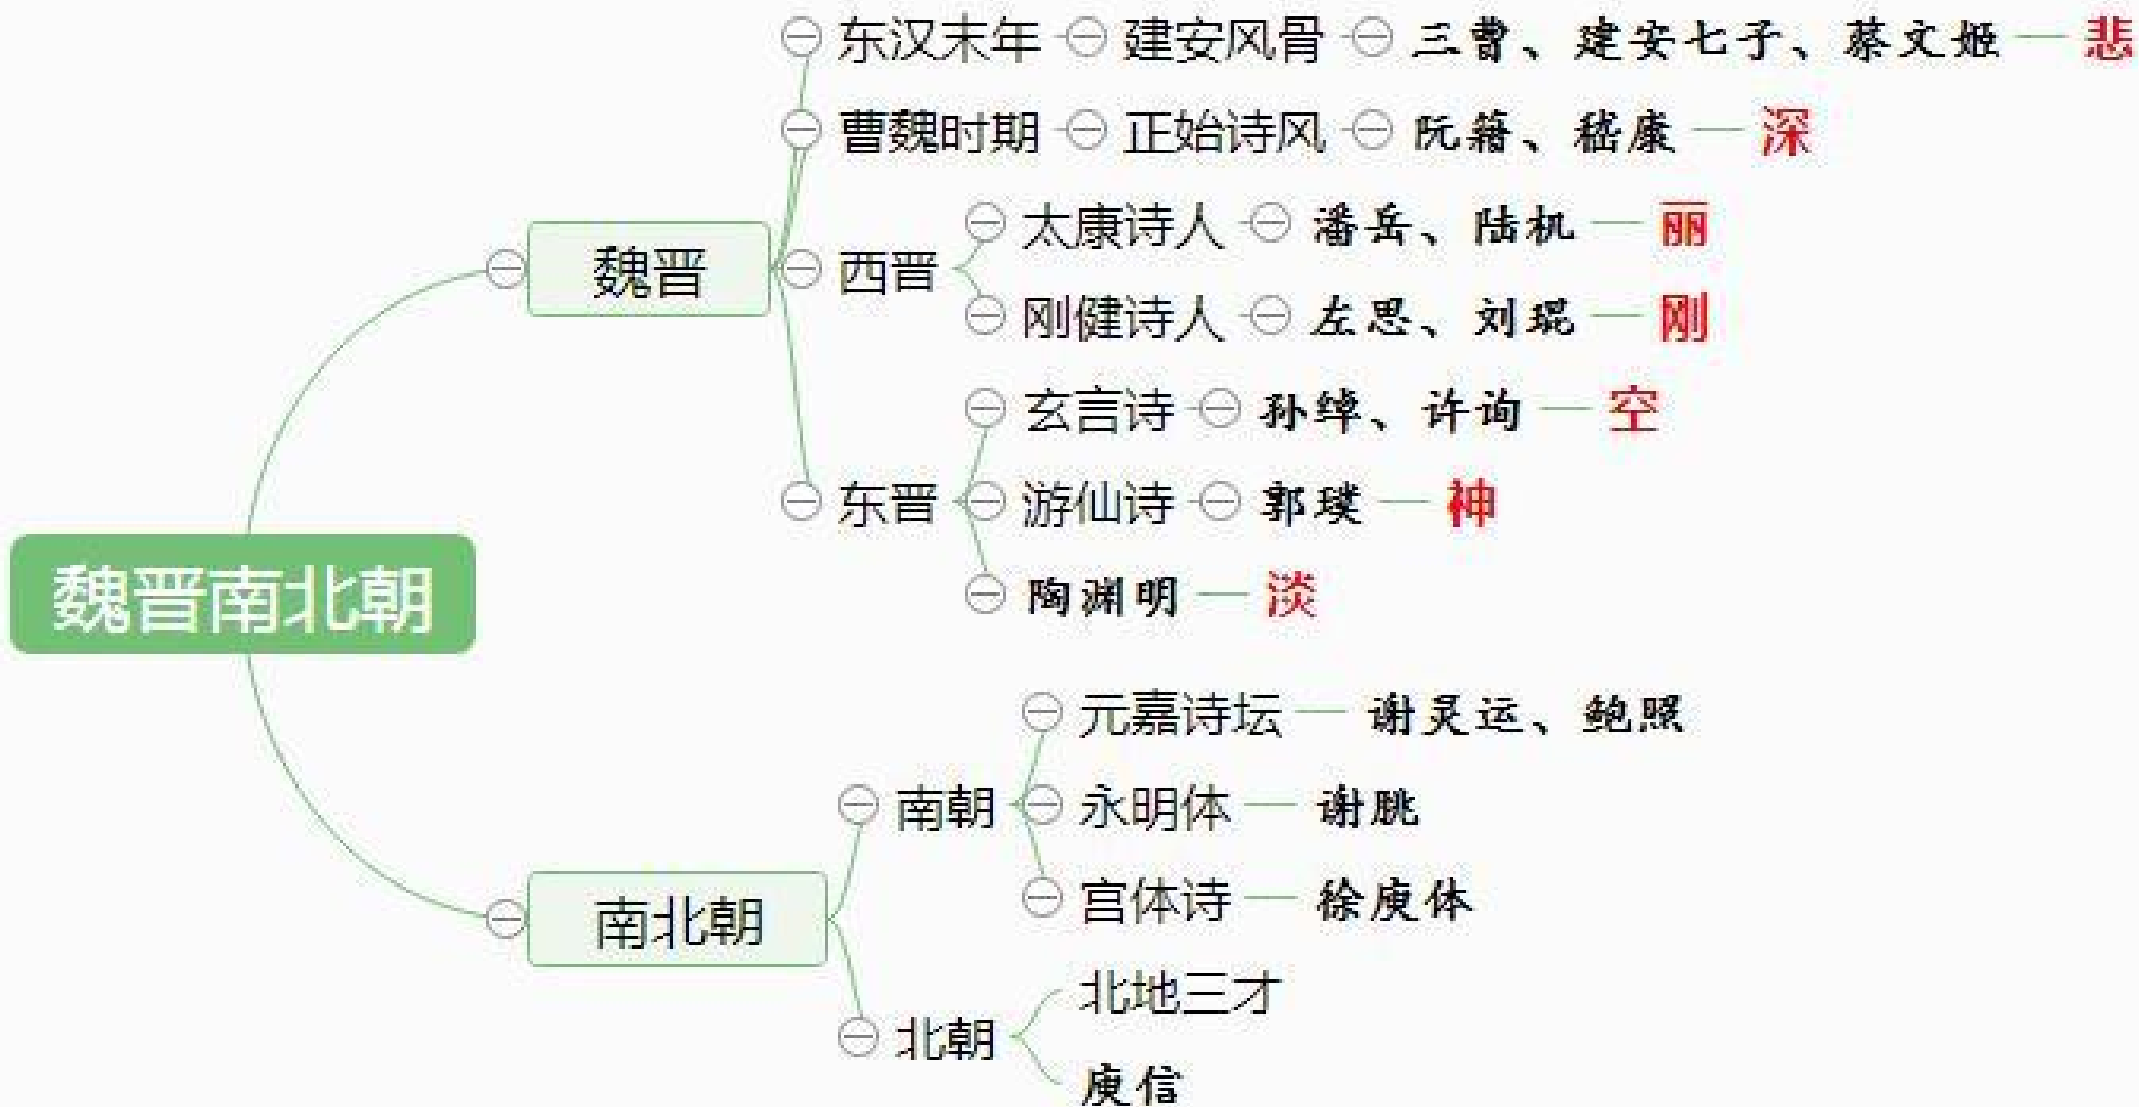 东汉末年 建安风骨 三曹、建安七子、蔡文姬 悲
曹魏时期 正始诗风 阮籍、嵇康 深
太康诗人 潘岳、陆机 丽
魏晋
西晋
刚健诗人 左思、刘琨 刚
玄言诗 孙绰、许询 空
东晋
游仙诗 郭璞 神
陶渊明 淡
魏晋南北朝
元嘉诗坛 谢灵运、鲍照
南朝
永明体 谢朓
宫体诗 徐庾体
南北朝
北地三才
北朝
庾信